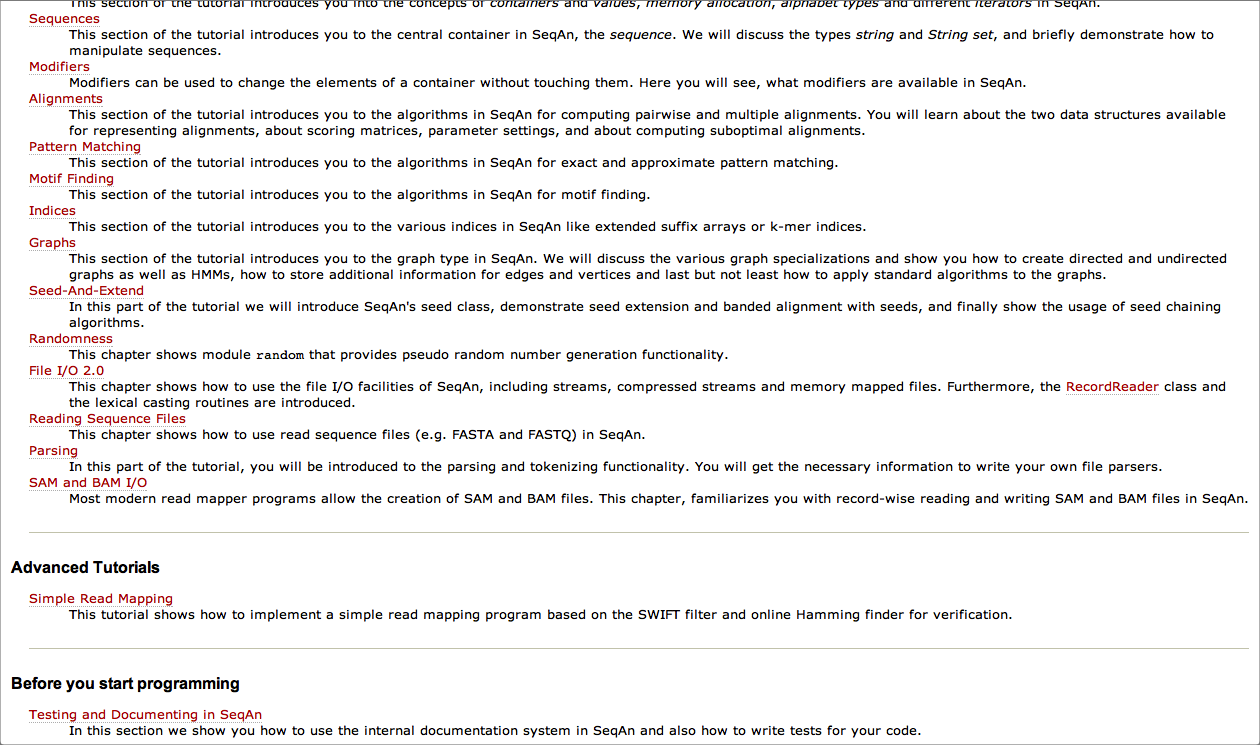 This section of the tutorial introduces you into the concepts of containers and values, memory allocation, alphabet types and different iterators in SeqAn.
Sequences
This section of the tutorial introduces you to the central container in SeqAn, the sequence. We will discuss the types string and String set, and briefly demonstrate how to
manipulate sequences.
Modifiers
Modifiers can be used to change the elements of a container without touching them. Here you will see, what modifiers are available in SeqAn.
Alignments
This section of the tutorial introduces you to the algorithms in SeqAn for computing pairwise and multiple alignments. You will learn about the two data structures available
for representing alignments, about scoring matrices, parameter settings, and about computing suboptimal alignments.
Pattern Matching
This section of the tutorial introduces you to the algorithms in SeqAn for exact and approximate pattern matching.
Motif Finding
This section of the tutorial introduces you to the algorithms in SeqAn for motif finding.
Indices
This section of the tutorial introduces you to the various indices in SeqAn like extended suffix arrays or k-mer indices.
Graphs
This section of the tutorial introduces you to the graph type in SeqAn. We will discuss the various graph specializations and show you how to create directed and undirected
graphs as well as HMMs, how to store additional information for edges and vertices and last but not least how to apply standard algorithms to the graphs.
Seed-And-Extend
In this part of the tutorial we will introduce SeqAn's seed class, demonstrate seed extension and banded alignment with seeds, and finally show the usage of seed chaining
algorithms.
Randomness
This chapter shows module random that provides pseudo random number generation functionality.
File I/O 2.0
This chapter shows how to use the file I/O facilities of SeqAn, including streams, compressed streams and memory mapped files. Furthermore, the RecordReader class and
the lexical casting routines are introduced.
Reading Sequence Files
This chapter shows how to use read sequence files (e.g. FASTA and FASTQ) in SeqAn.
Parsing
In this part of the tutorial, you will be introduced to the parsing and tokenizing functionality. You will get the necessary information to write your own file parsers.
SAM and BAM I/O
Most modern read mapper programs allow the creation of SAM and BAM files. This chapter, familiarizes you with record-wise reading and writing SAM and BAM files in SeqAn.
Advanced Tutorials
Simple Read Mapping
This tutorial shows how to implement a simple read mapping program based on the SWIFT filter and online Hamming finder for verification.
Before you start programming
Testing and Documenting in SeqAn
In this section we show you how to use the internal documentation system in SeqAn and also how to write tests for your code.